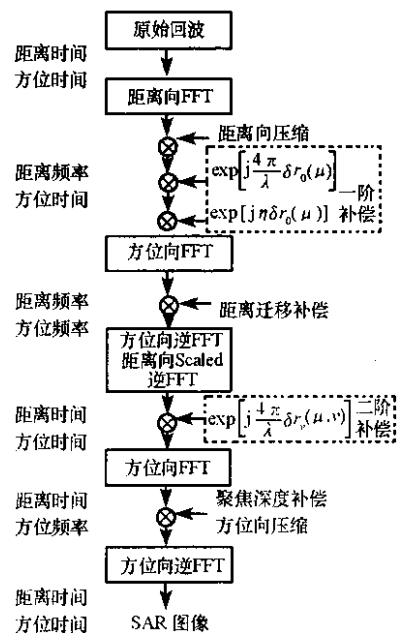 原始回波
距离时间
方位时间
距离向FFT
距离向压缩
距离频率
方位时间
exp[j 4π/λ δr₀(μ)]
exp[jηδr₀(μ)]
一阶
补偿
方位向FFT
距离频率
方位频率
距离迁移补偿
方位向逆FFT
距离向Scaled
逆FFT
距离时间
方位时间
exp[j 4π/λ δrᵥ(μ,ν)]
二阶
补偿
方位向FFT
距离时间
方位频率
聚焦深度补偿
方位向压缩
方位向逆FFT
距离时间
方位时间
SAR 图像